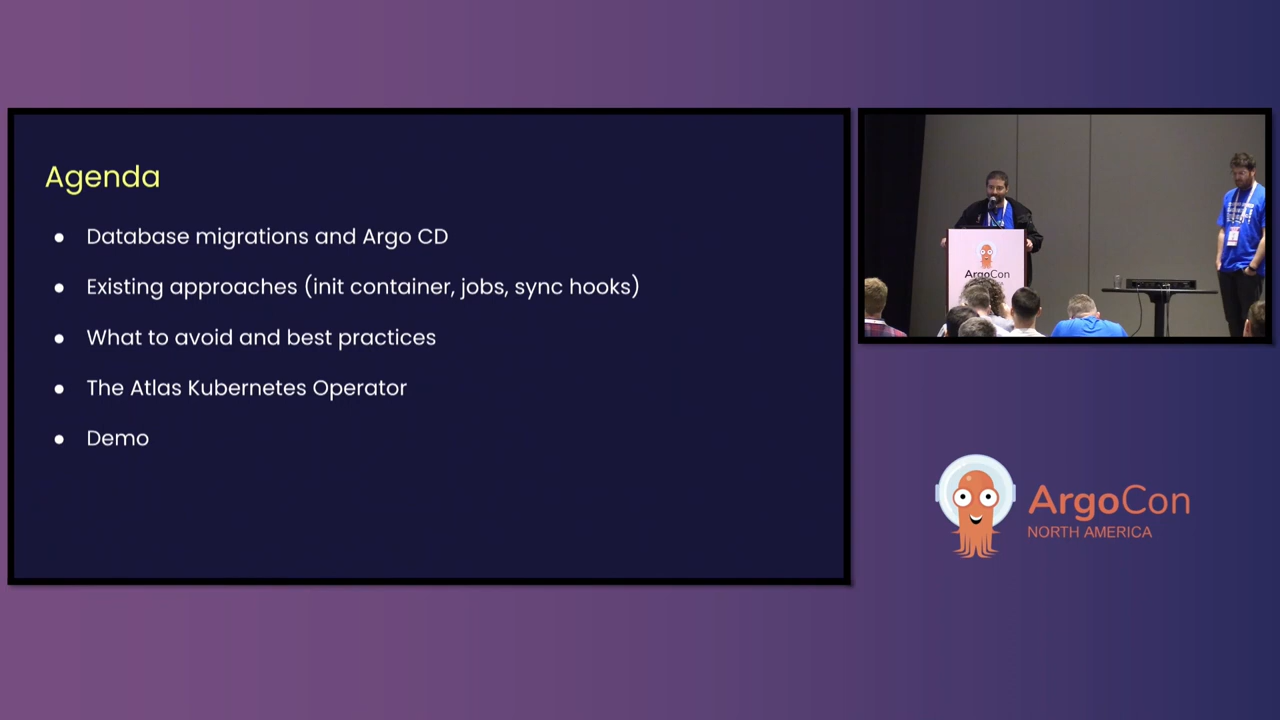 Agenda
● Database migrations and Argo CD
● Existing approaches (init container, jobs, sync hooks)
● What to avoid and best practices
● The Atlas Kubernetes Operator
● Demo
ArgoCon
ArgoCon
NORTH AMERICA